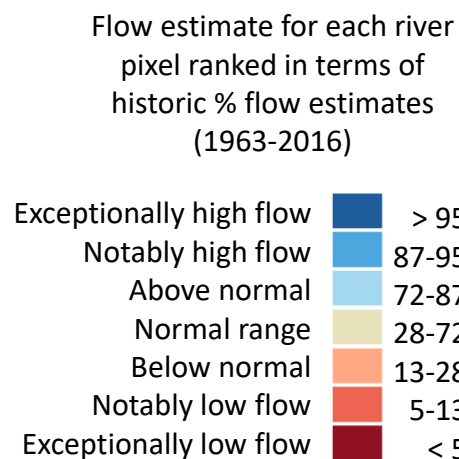 Flow estimate for each river
pixel ranked in terms of
historic % flow estimates
(1963-2016)
Exceptionally high flow > 95
Notably high flow 87-95
Above normal 72-87
Normal range 28-72
Below normal 13-28
Notably low flow 5-13
Exceptionally low flow < 5